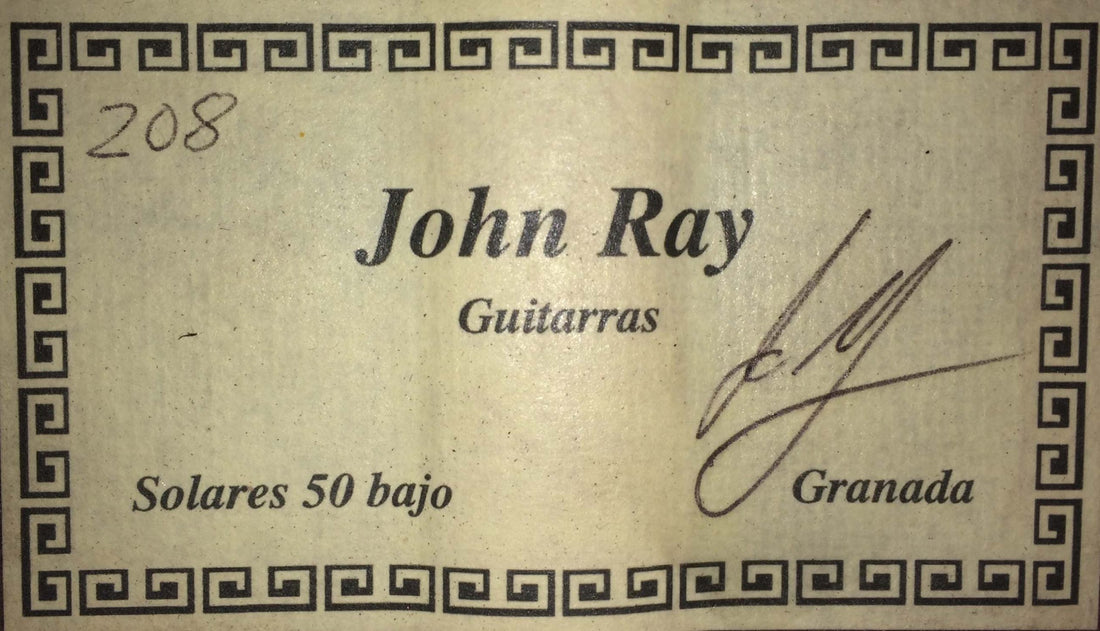 208
John Ray
Guitarras
Solares 50 bajo
Granada